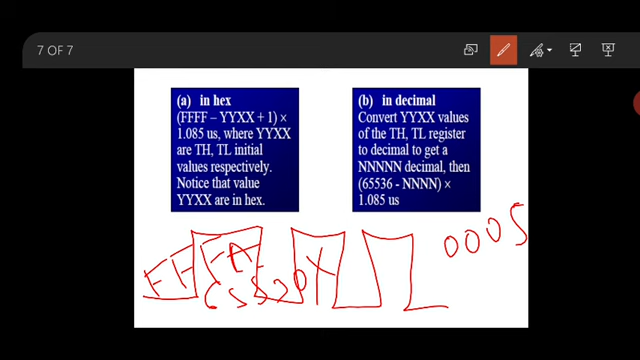 7 OF 7
(a) in hex
(FFFF – YYXX + 1) ×
1.085 us, where YYXX
are TH, TL initial
values respectively.
Notice that value
YYXX are in hex.
(b) in decimal
Convert YYXX values
of the TH, TL register
to decimal to get a
NNNNN decimal, then
(65536 - NNNN) ×
1.085 us
0005
FF FA